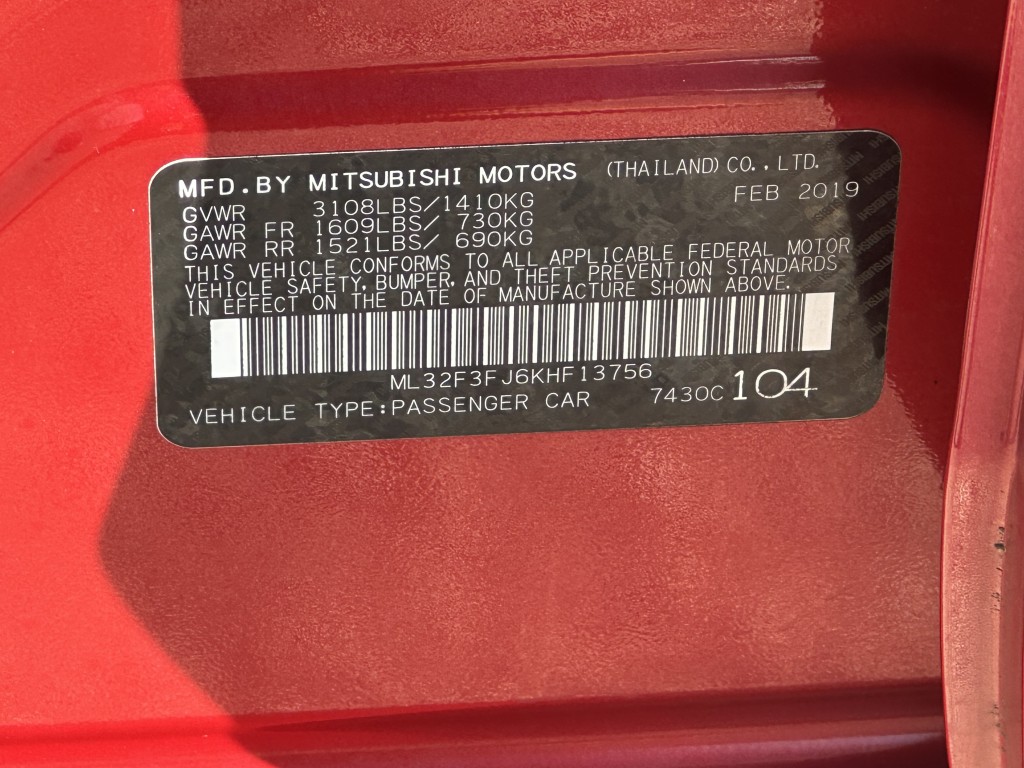 MFD.BY MITSUBISHI MOTORS (THAILAND) CO.,LTD.
FEB 2019
GVWR 3108LBS/1410KG
GAWR FR 1609LBS/ 730KG
GAWR RR 1521LBS/ 690KG
THIS VEHICLE CONFORMS TO ALL APPLICABLE FEDERAL MOTOR
VEHICLE SAFETY, BUMPER, AND THEFT PREVENTION STANDARDS
IN EFFECT ON THE DATE OF MANUFACTURE SHOWN ABOVE.
ML32F3FJ6KHF13756
VEHICLE TYPE:PASSENGER CAR 7430C 104